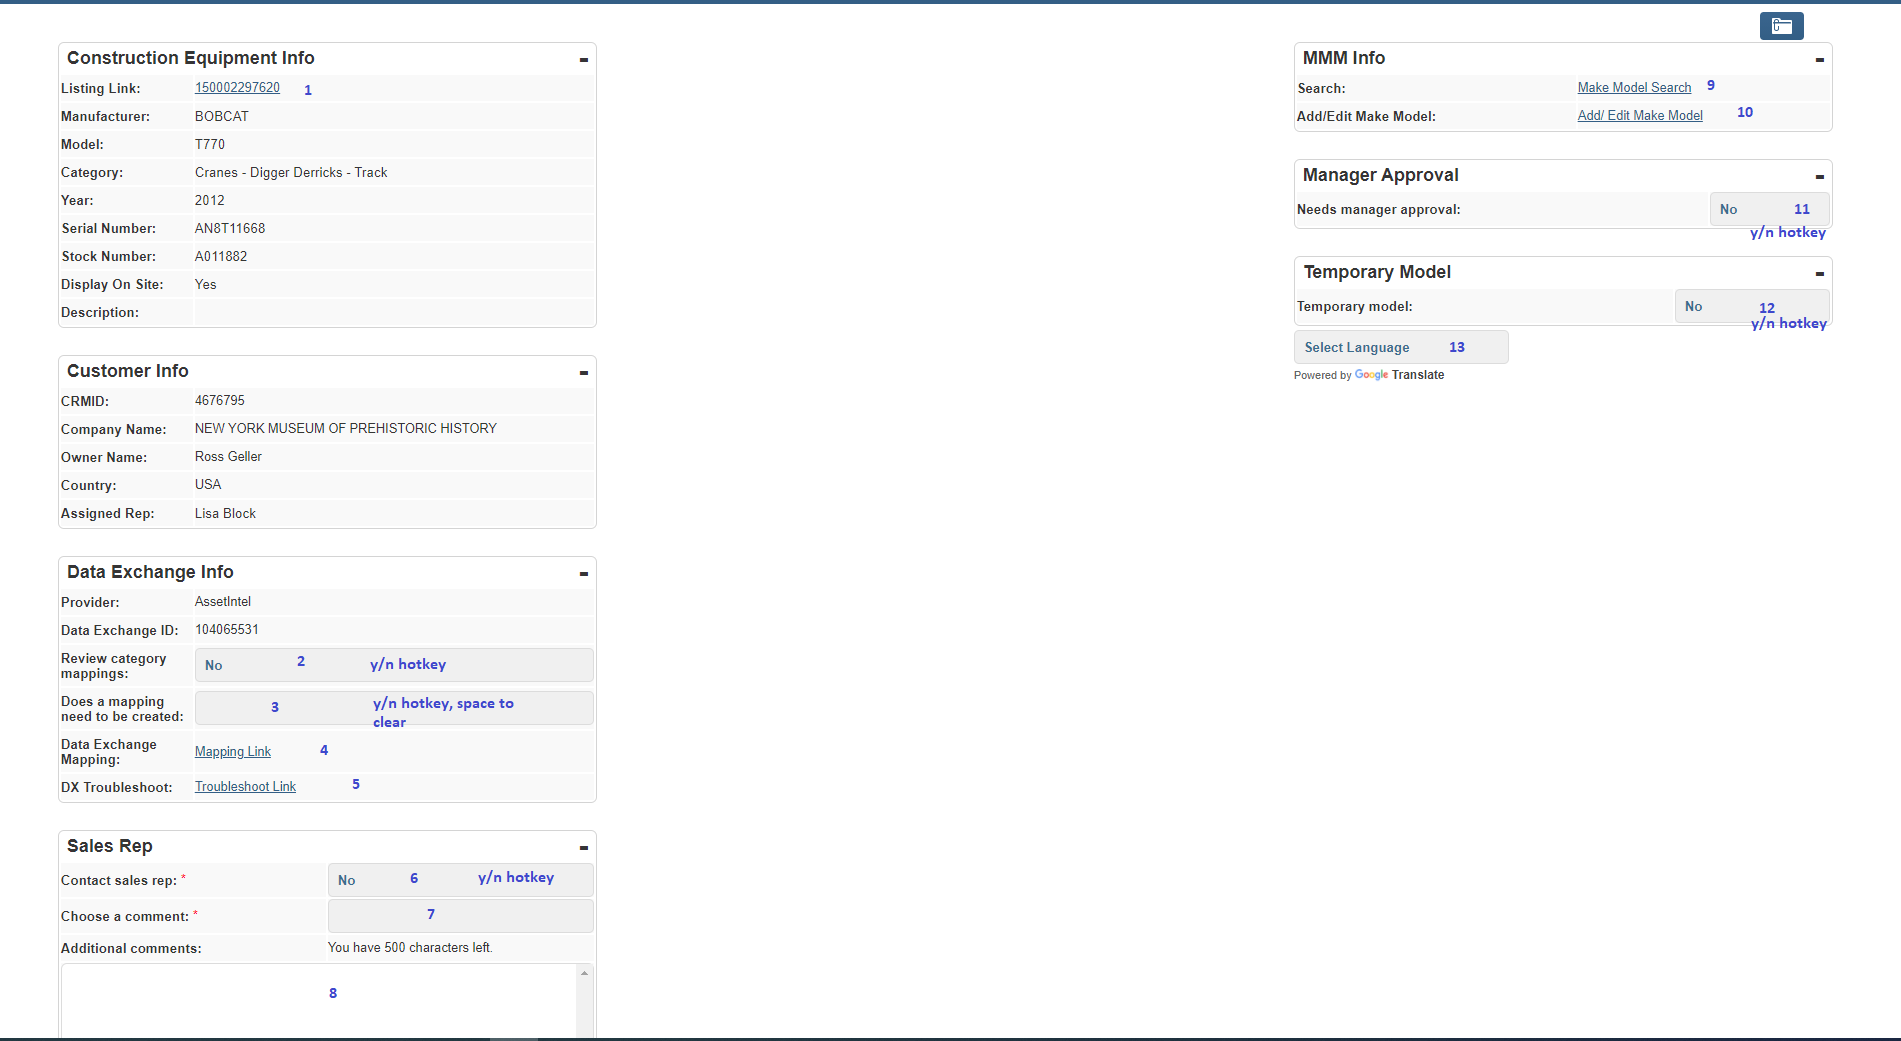 Construction Equipment Info -
Listing Link: 150002297620 1
Manufacturer: BOBCAT
Model: T770
Category: Cranes - Digger Derricks - Track
Year: 2012
Serial Number: AN8T11668
Stock Number: A011882
Display On Site: Yes
Description:
Customer Info -
CRMID: 4676795
Company Name: NEW YORK MUSEUM OF PREHISTORIC HISTORY
Owner Name: Ross Geller
Country: USA
Assigned Rep: Lisa Block
Data Exchange Info -
Provider: AssetIntel
Data Exchange ID: 104065531
Review category
mappings: No 2 y/n hotkey
Does a mapping
need to be created: 3 y/n hotkey, space to
clear
Data Exchange
Mapping: Mapping Link 4
DX Troubleshoot: Troubleshoot Link 5
Sales Rep -
Contact sales rep: * No 6 y/n hotkey
Choose a comment: * 7
Additional comments: You have 500 characters left.
8
MMM Info -
Search: Make Model Search 9
Add/Edit Make Model: Add/ Edit Make Model 10
Manager Approval -
Needs manager approval: No 11
y/n hotkey
Temporary Model -
Temporary model: No 12
y/n hotkey
Select Language 13
Powered by Google Translate